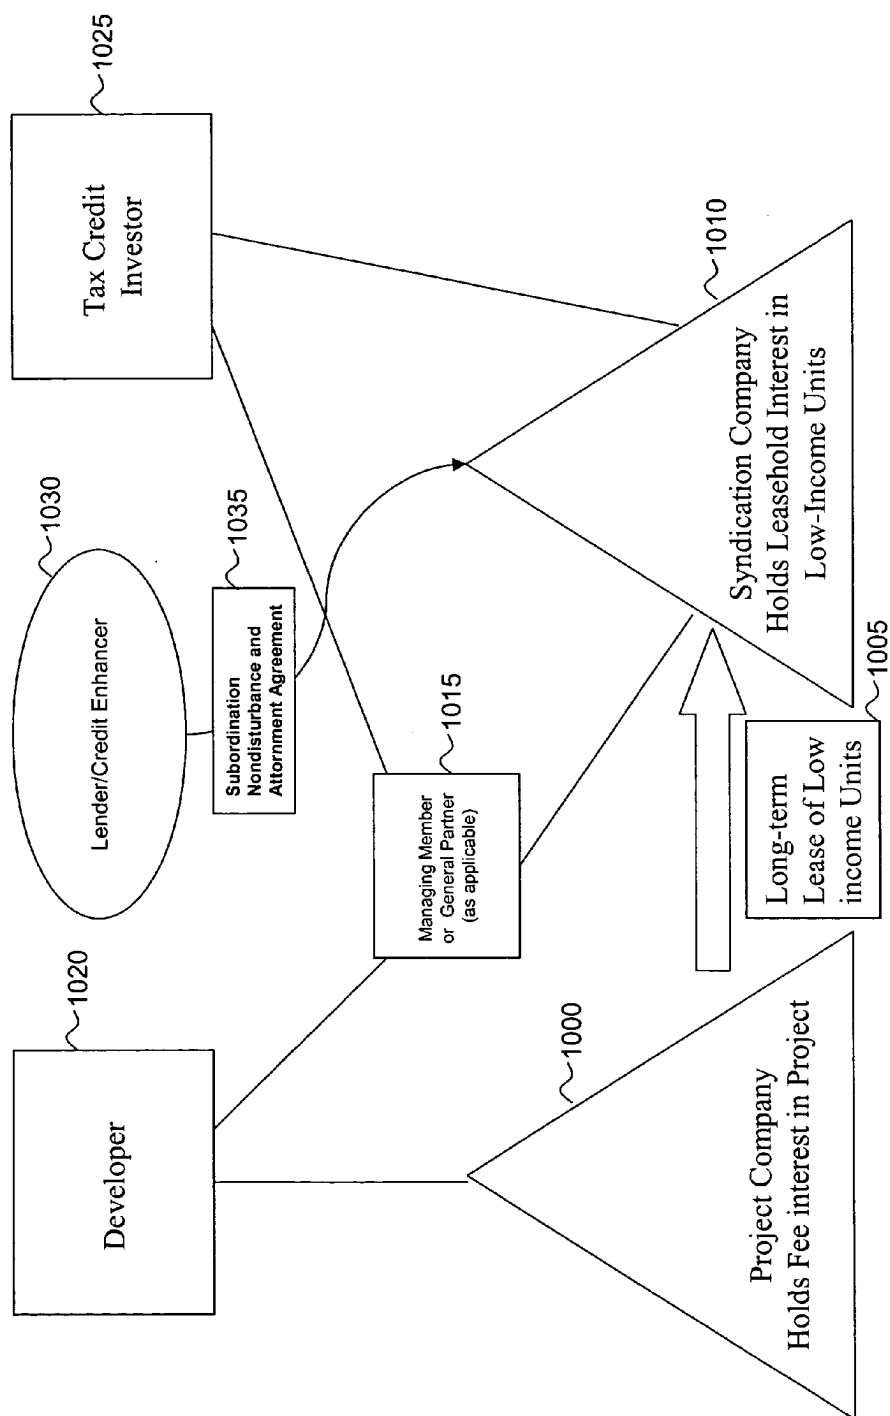 Developer
1020
Lender/Credit Enhancer
1030
Tax Credit
Investor
1025
Subordination
Nondisturbance and
Attornment Agreement
1035
Managing Member
or General Partner
(as applicable)
1015
Project Company
Holds Fee interest in Project
1000
Long-term
Lease of Low
income Units
1005
Syndication Company
Holds Leasehold Interest in
Low-Income Units
1010